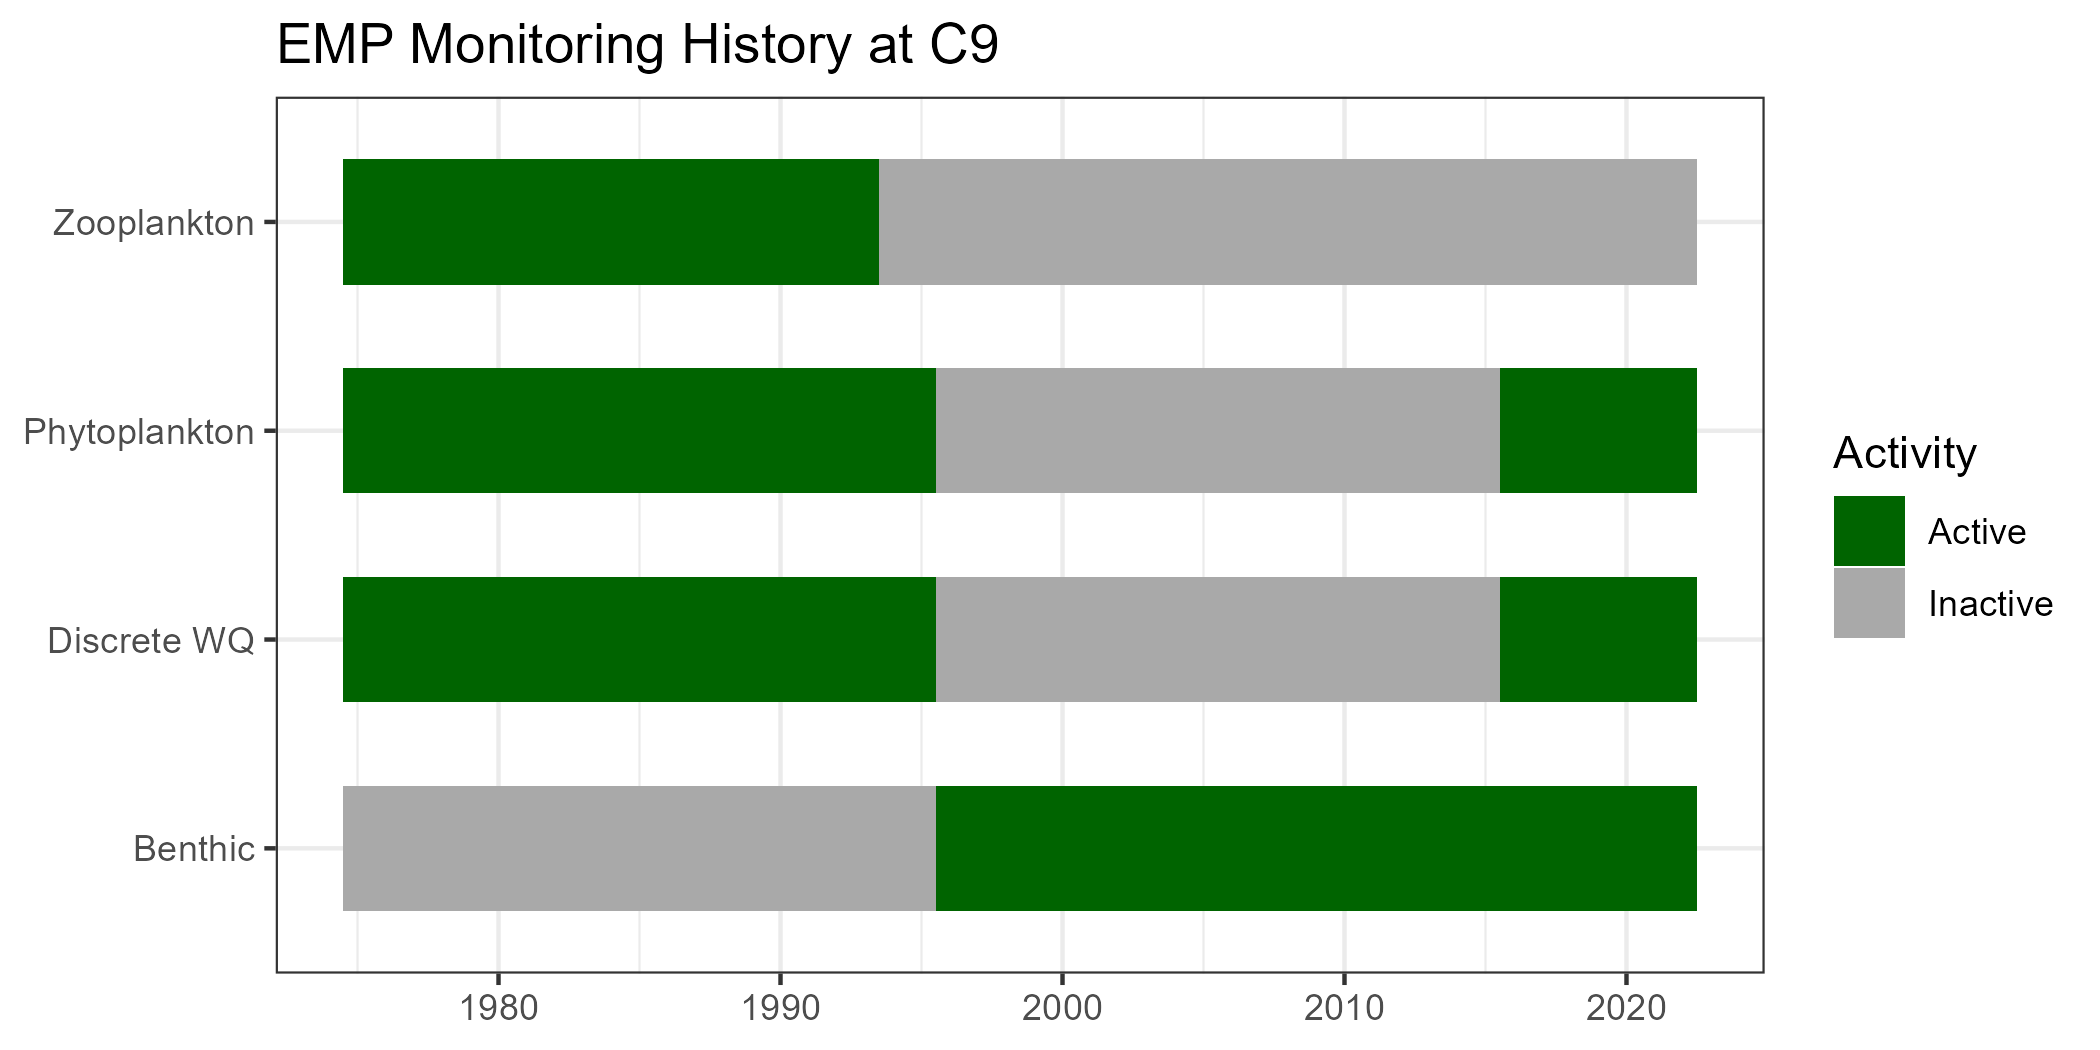 EMP Monitoring History at C9
Zooplankton
Phytoplankton
Discrete WQ
Benthic
1980 1990 2000 2010 2020
Activity
Active
Inactive